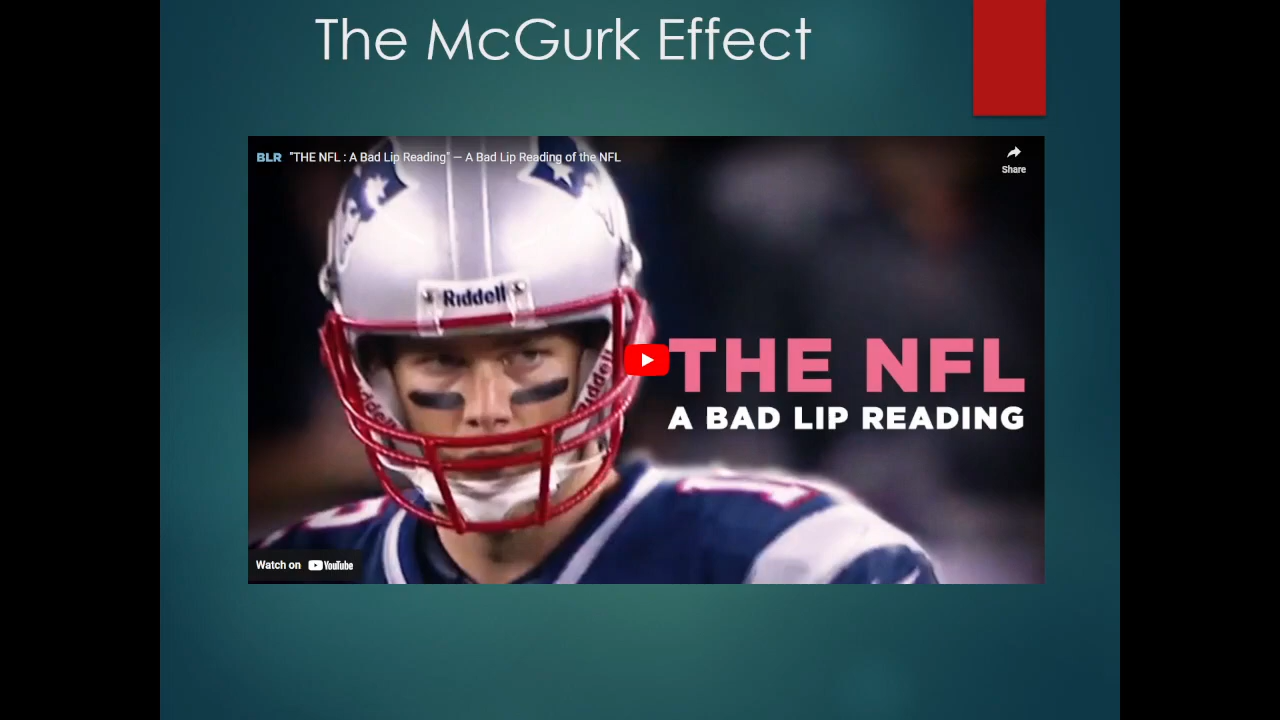 The McGurk Effect
BLR "THE NFL : A Bad Lip Reading" — A Bad Lip Reading of the NFL
Share
Riddell
Riddell
THE NFL
A BAD LIP READING
Watch on YouTube